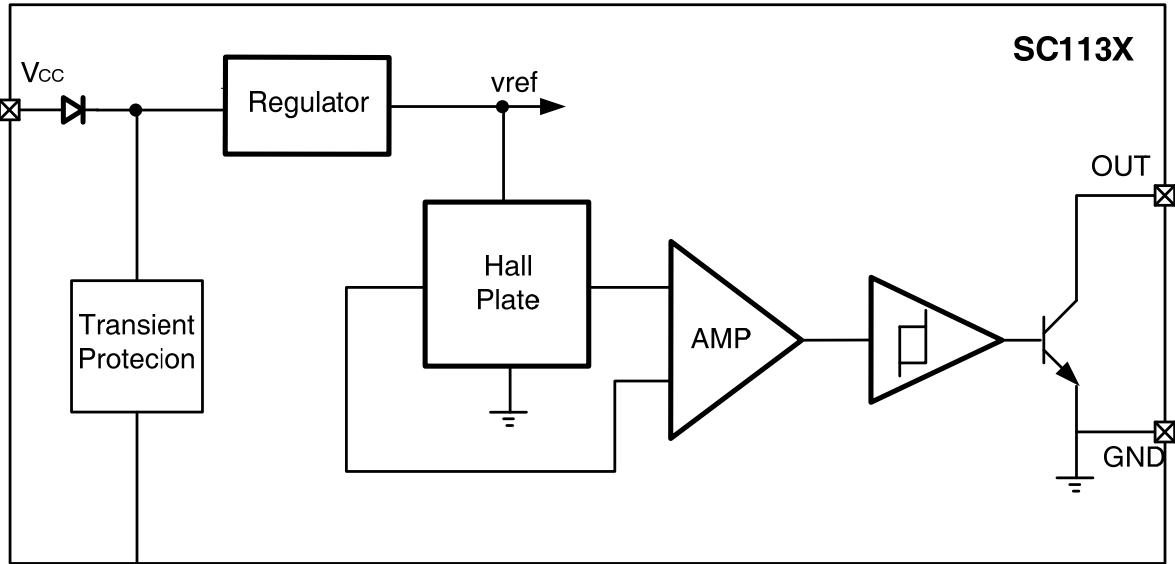 SC113X
VCC
Regulator
vref
OUT
Hall
Plate
Transient
Protecion
AMP
GND